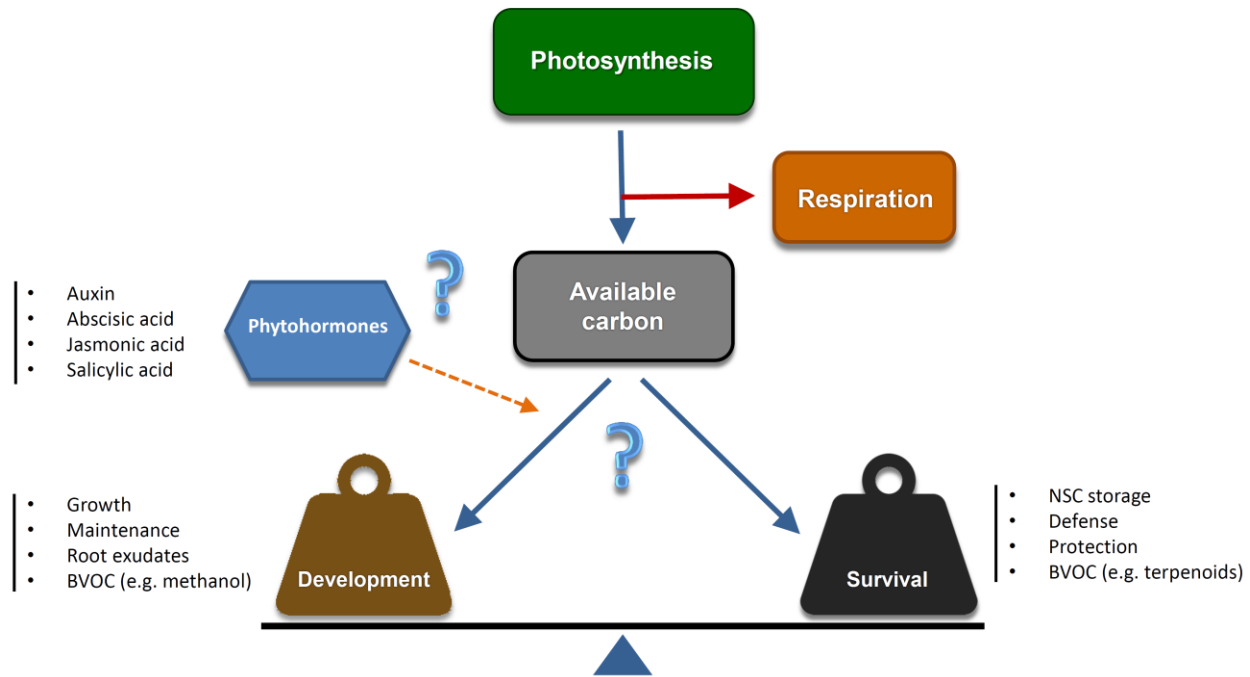 Photosynthesis
Respiration
Available
carbon
?
Phytohormones
• Auxin
• Abscisic acid
• Jasmonic acid
• Salicylic acid
?
• Growth
• Maintenance
• Root exudates
• BVOC (e.g. methanol)
Development
Survival
• NSC storage
• Defense
• Protection
• BVOC (e.g. terpenoids)